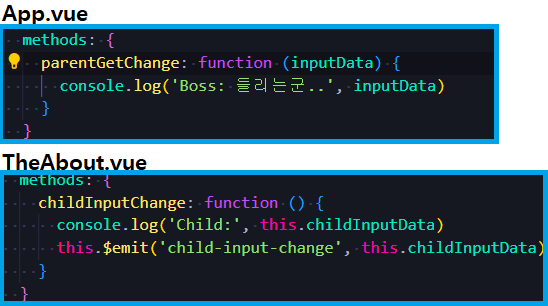 App.vue
methods: {
parentGetChange: function (inputData) {
console.log('Boss: 들리는군..', inputData)
}
}
TheAbout.vue
methods: {
childInputChange: function () {
console.log('Child:', this.childInputData)
this.$emit('child-input-change', this.childInputData)
}
}